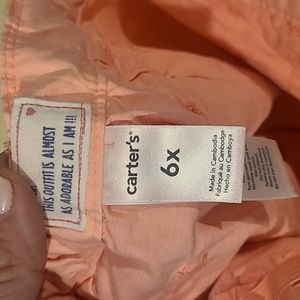 THIS OUTFIT IS ALMOST
AS ADORABLE AS I AM !!!
carter's®
6x
Made in Cambodia
Fabriqué au Cambodge
Hecho en Camboya